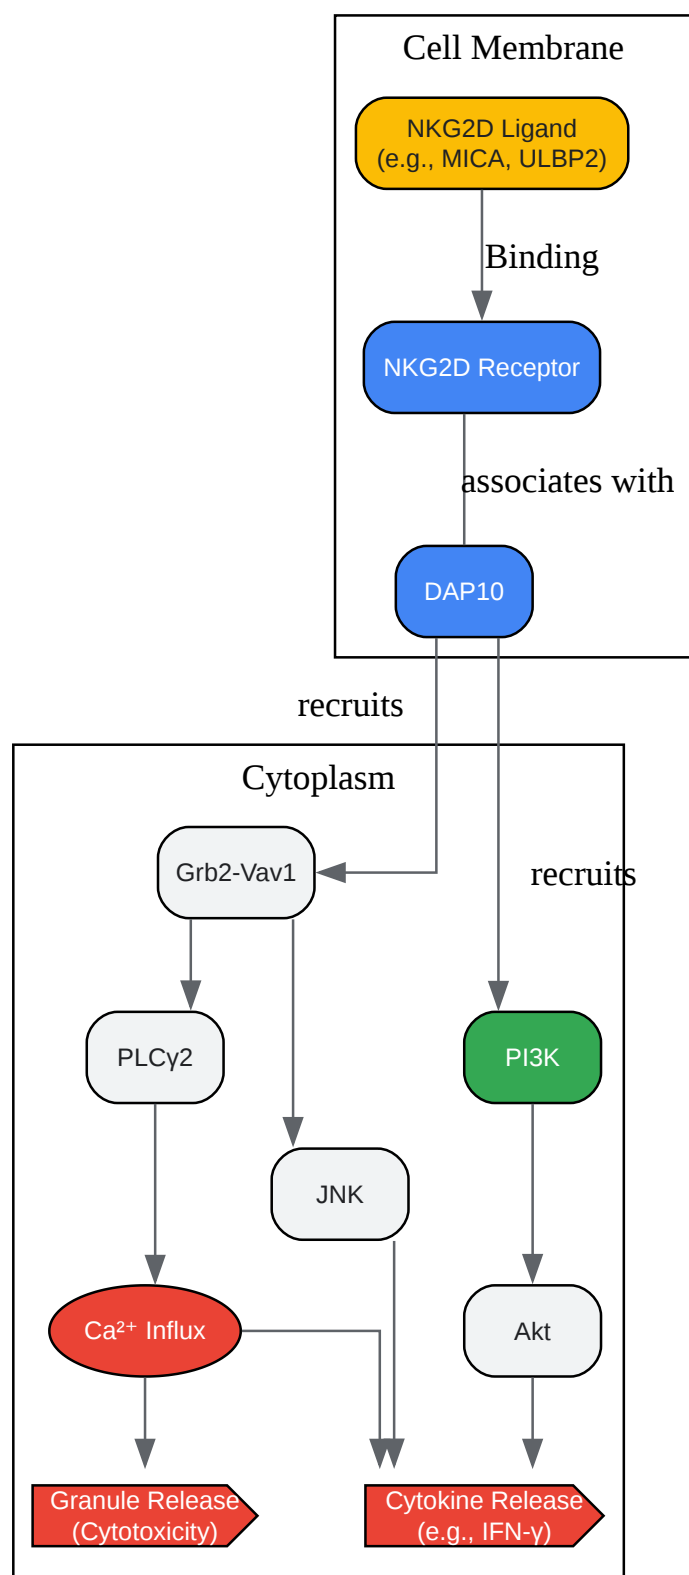 Cell Membrane
NKG2D Ligand
(e.g., MICA, ULBP2)
Binding
NKG2D Receptor
associates with
DAP10
recruits
Cytoplasm
Grb2-Vav1
recruits
PLCγ2
PI3K
JNK
Ca²⁺ Influx
Akt
Granule Release
(Cytotoxicity)
Cytokine Release
(e.g., IFN-γ)